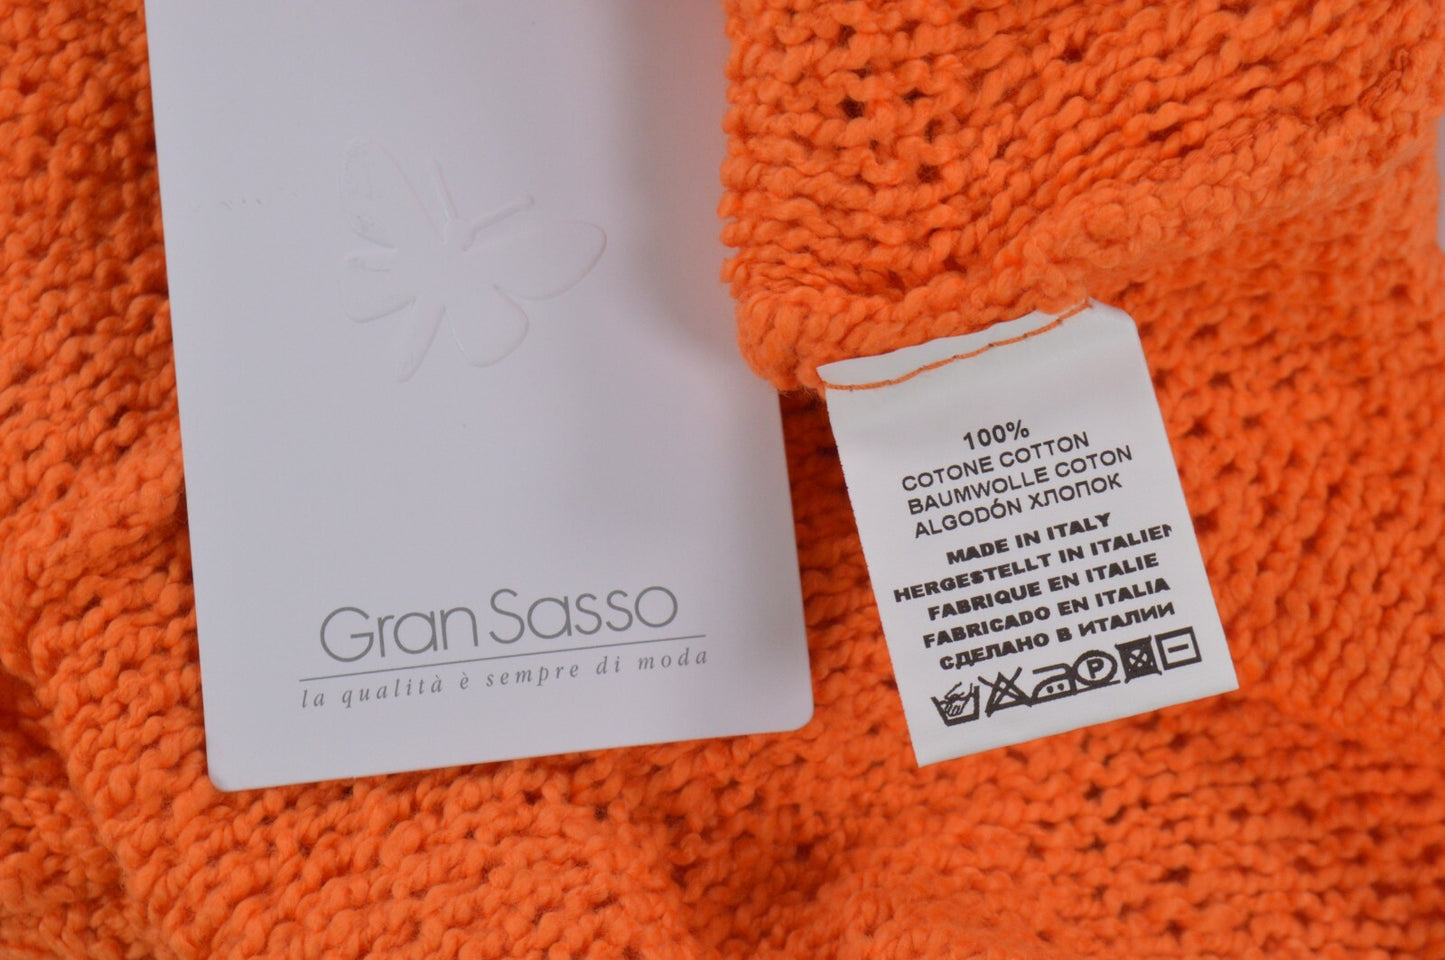 Gran Sasso
la qualità è sempre di moda
100%
COTONE COTTON
BAUMWOLLE COTON
ALGODÓN ХЛОПОК
MADE IN ITALY
HERGESTELLT IN ITALIEN
FABRIQUE EN ITALIE
FABRICADO EN ITALIA
СДЕЛАНО В ИТАЛИИ
P